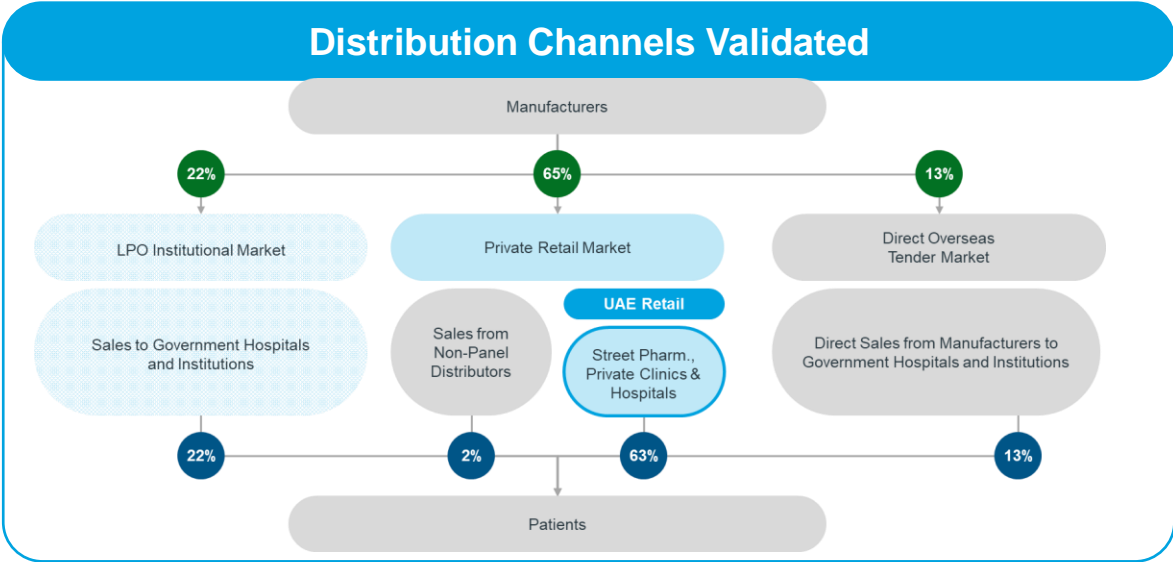 Distribution Channels Validated
Manufacturers
22%
65%
13%
LPO Institutional Market
Private Retail Market
Direct Overseas
Tender Market
UAE Retail
Sales to Government Hospitals
and Institutions
Sales from
Non-Panel
Distributors
Street Pharm.,
Private Clinics &
Hospitals
Direct Sales from Manufacturers to
Government Hospitals and Institutions
22%
2%
63%
13%
Patients